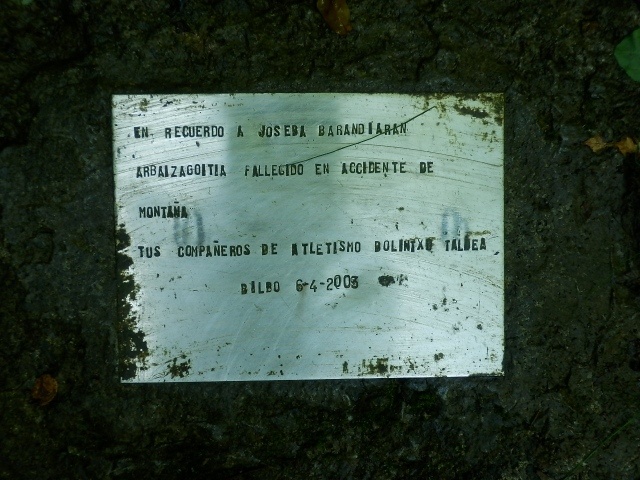 EN RECUERDO A JOSEBA BARANDIARAN
ARBAIZAGOITIA FALLECIDO EN ACCIDENTE DE
MONTAÑA
TUS COMPAÑEROS DE ATLETISMO BOLINTXU TALDEA
BILBO 6-4-2003